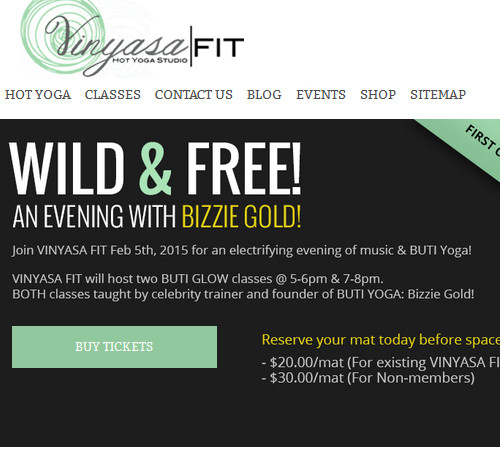 Vinyasa FIT
HOT YOGA STUDIO
HOT YOGA CLASSES CONTACT US BLOG EVENTS SHOP SITEMAP
FIRST
WILD & FREE!
AN EVENING WITH BIZZIE GOLD!
Join VINYASA FIT Feb 5th, 2015 for an electrifying evening of music & BUTI Yoga!
VINYASA FIT will host two BUTI GLOW classes @ 5-6pm & 7-8pm.
BOTH classes taught by celebrity trainer and founder of BUTI YOGA: Bizzie Gold!
BUY TICKETS
Reserve your mat today before space
- $20.00/mat (For existing VINYASA FI
- $30.00/mat (For Non-members)